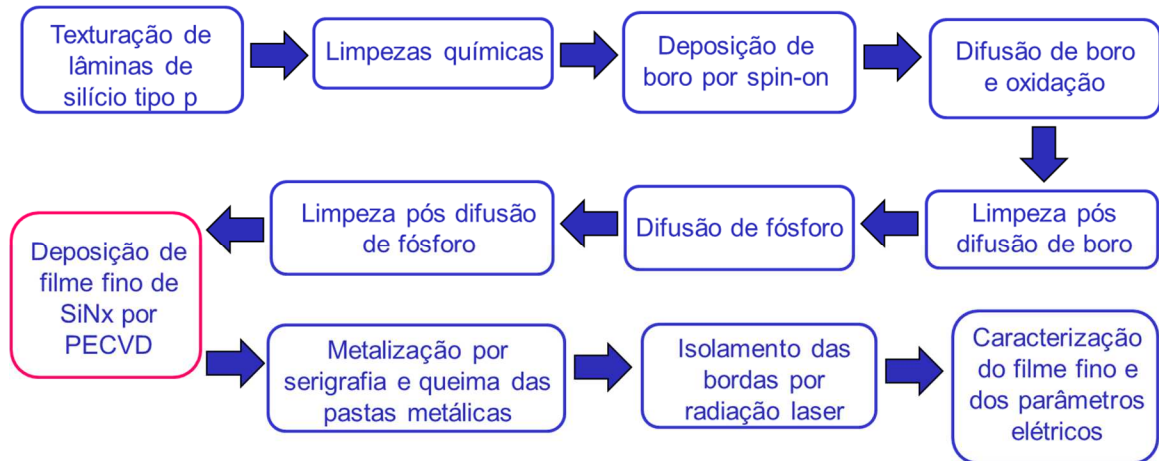 Texturação de
lâminas de
silício tipo p
Limpezas químicas
Deposição de
boro por spin-on
Difusão de boro
e oxidação
Limpeza pós
difusão de boro
Difusão de fósforo
Limpeza pós difusão
de fósforo
Deposição de
filme fino de
SiNx por
PECVD
Metalização por
serigrafia e queima das
pastas metálicas
Isolamento das
bordas por
radiação laser
Caracterização
do filme fino e
dos parâmetros
elétricos